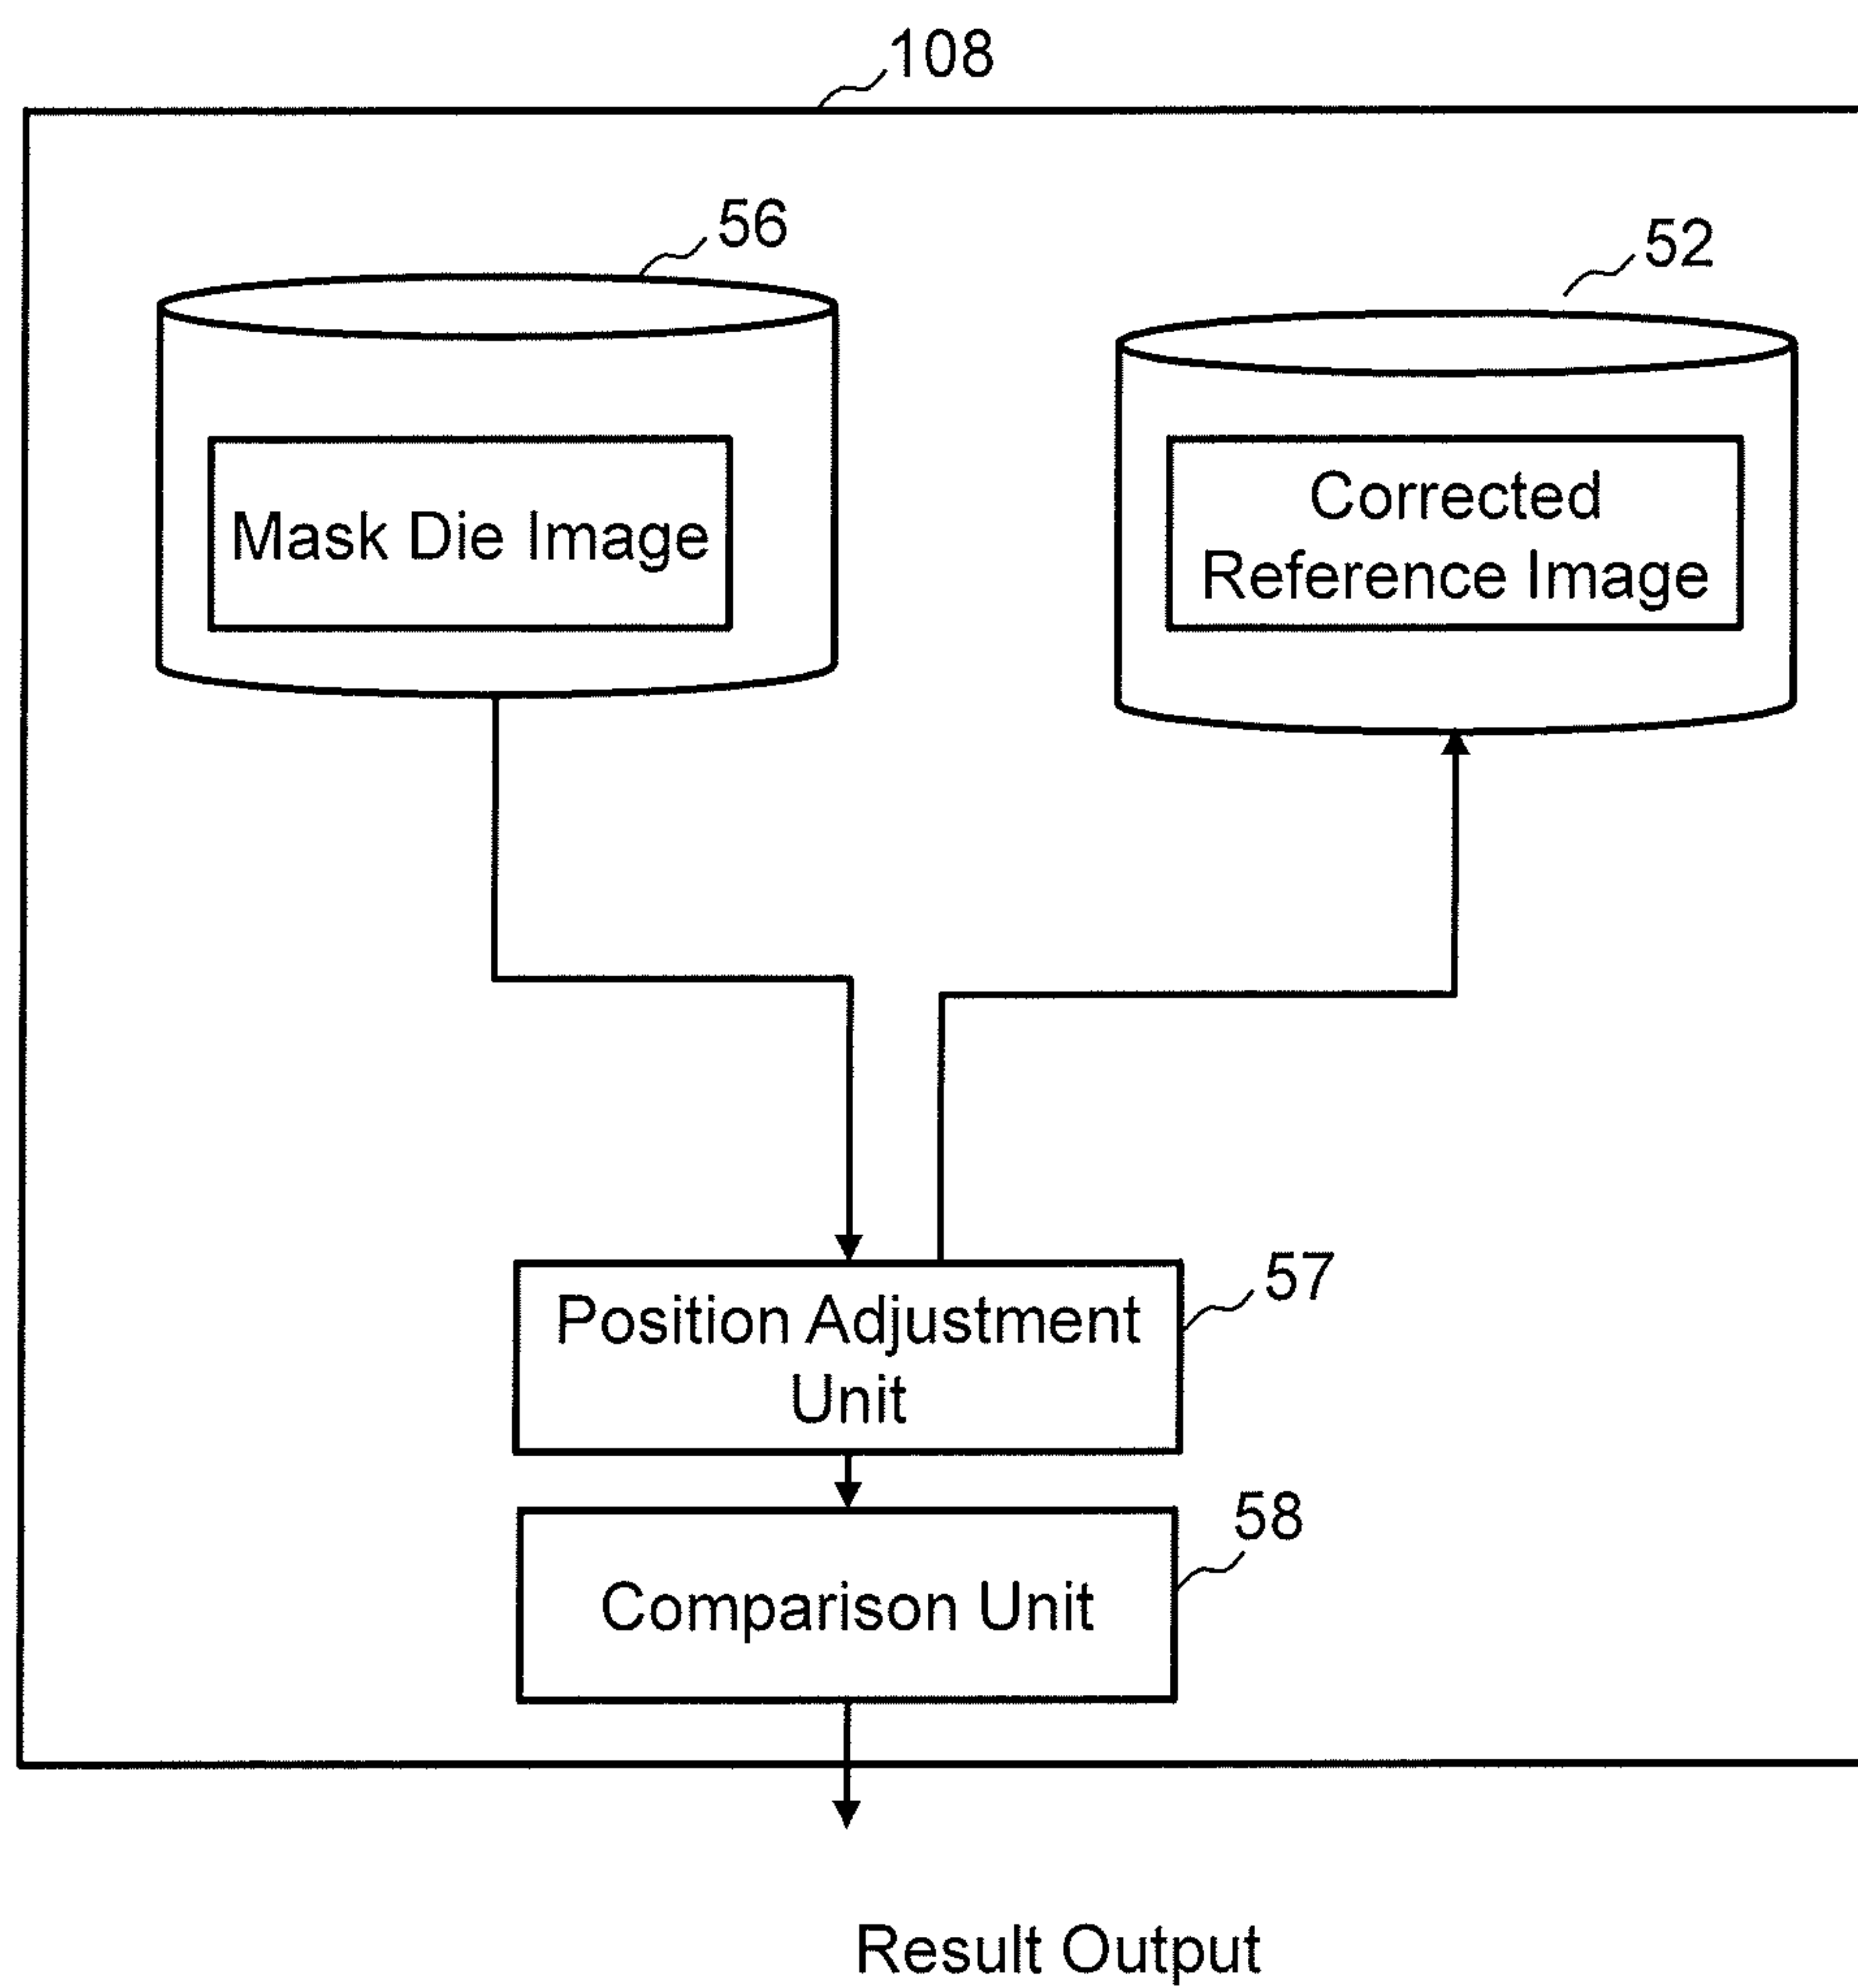 108
56
52
Mask Die Image
Corrected
Reference Image
57
Position Adjustment
Unit
58
Comparison Unit
Result Output